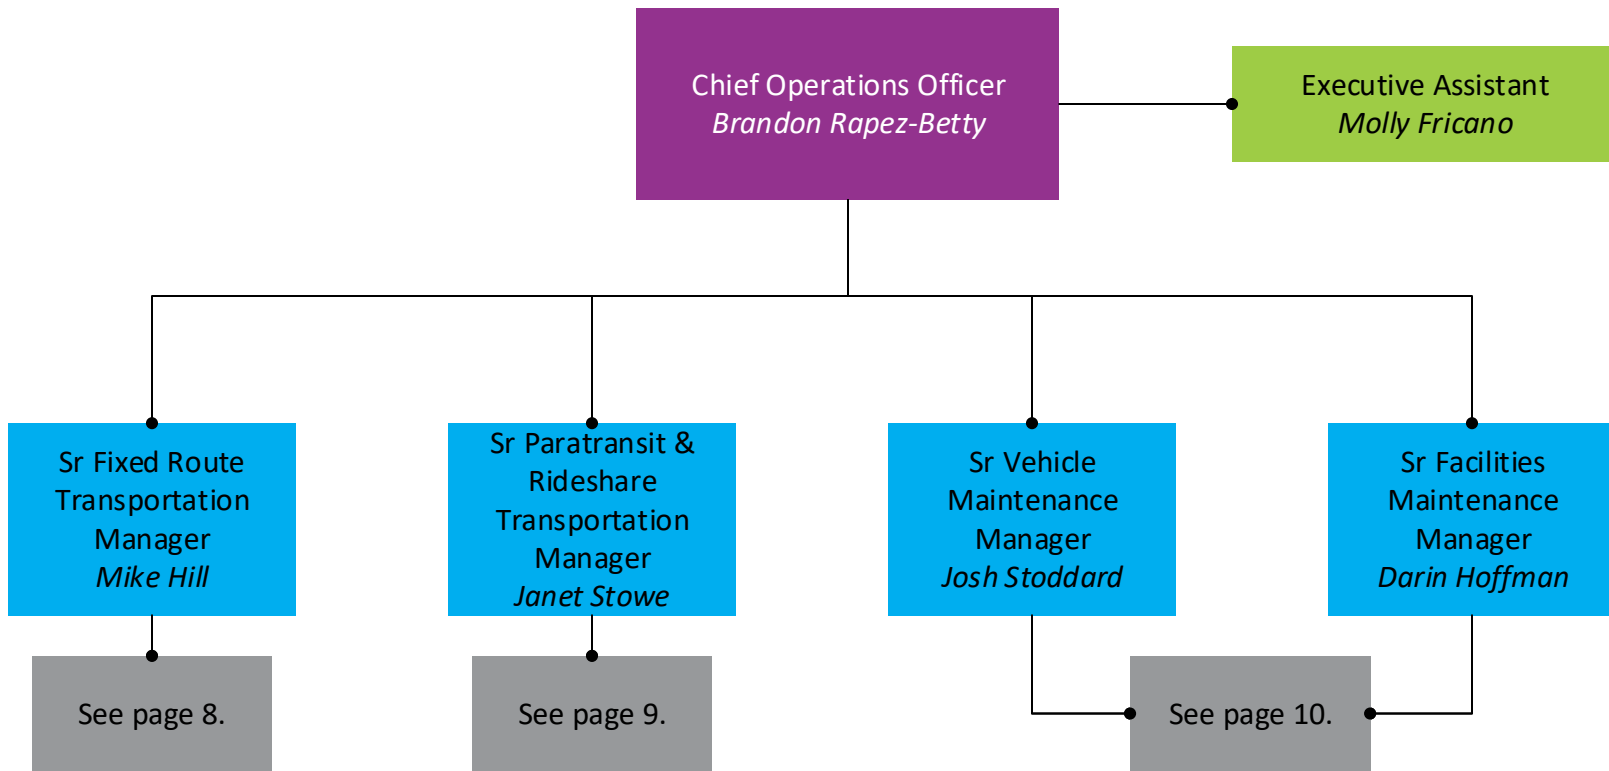 Chief Operations Officer
Brandon Rapez-Betty
Executive Assistant
Molly Fricano
Sr Fixed Route
Transportation
Manager
Mike Hill
Sr Paratransit &
Rideshare
Transportation
Manager
Janet Stowe
Sr Vehicle
Maintenance
Manager
Josh Stoddard
Sr Facilities
Maintenance
Manager
Darin Hoffman
See page 8.
See page 9.
See page 10.